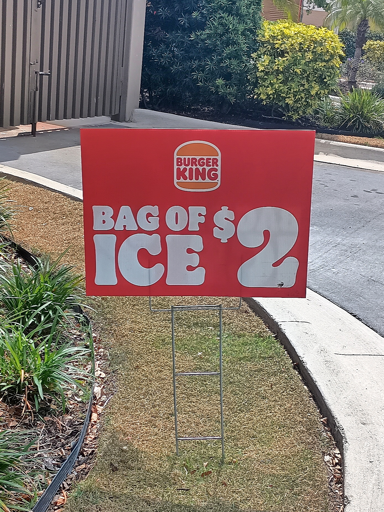 BURGER
KING
BAG OF
ICE $2